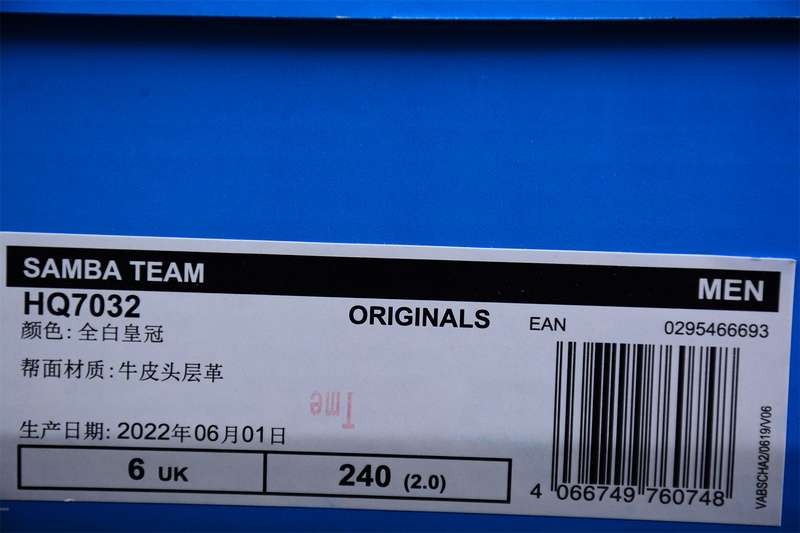 SAMBA TEAM
MEN
HQ7032
ORIGINALS
EAN
0295466693
颜色: 全白皇冠
帮面材质: 牛皮头层革
Tme
生产日期: 2022年06月01日
6 UK
240 (2.0)
4 066749 760748
VABSCHA2/0619/V06